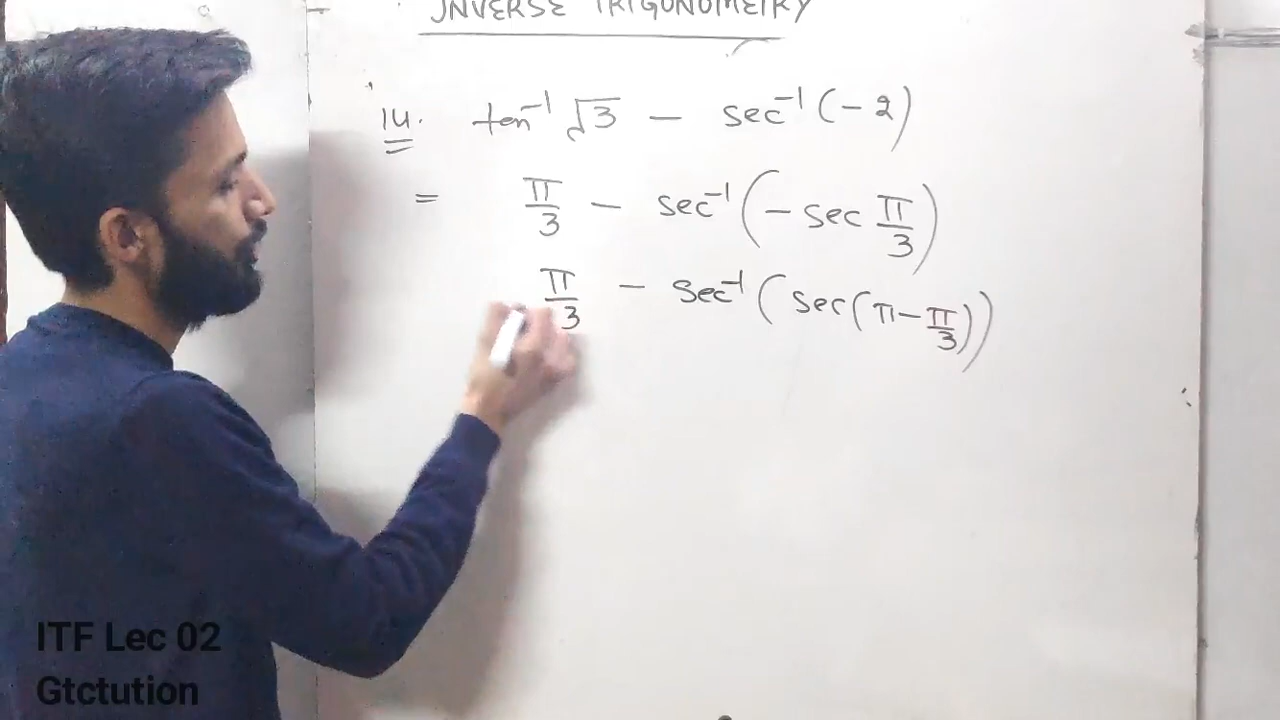 INVERSE TRIGONOMETRY
14. tan⁻¹ √3 – sec⁻¹ (–2)
= π/3 – sec⁻¹ (– sec π/3)
π/3 – sec⁻¹ (sec (π – π/3))
ITF Lec 02
Gtctution